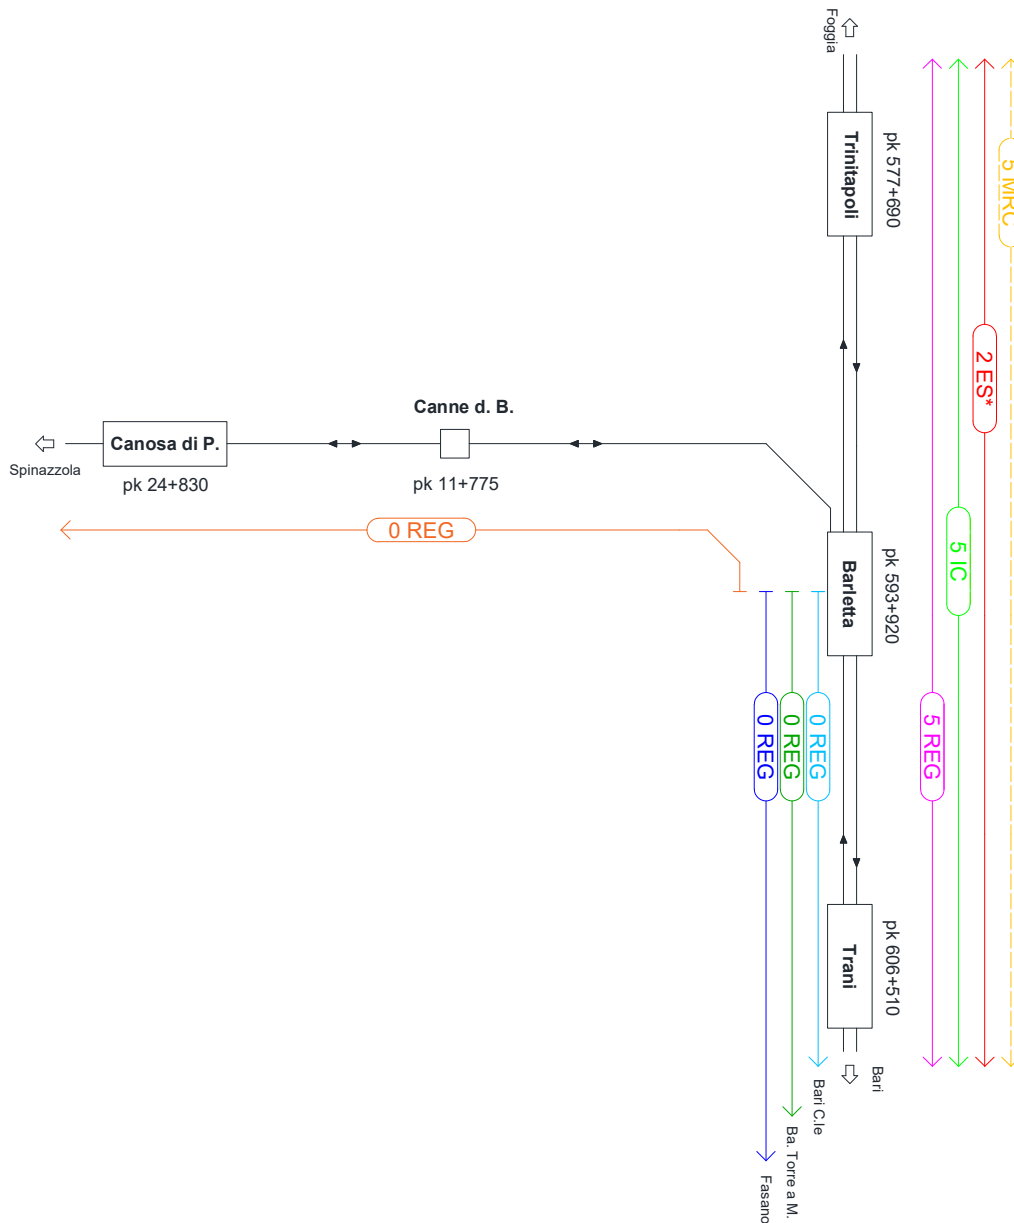 Foggia
Trinitapoli
pk 577+690
5 MRC
2 ES*
Canne d. B.
Canosa di P.
Spinazzola
pk 24+830
pk 11+775
0 REG
5 IC
Barletta
pk 593+920
0 REG
0 REG
0 REG
5 REG
Trani
pk 606+510
Bari
Bari C.le
Ba. Torre a M.
Fasano